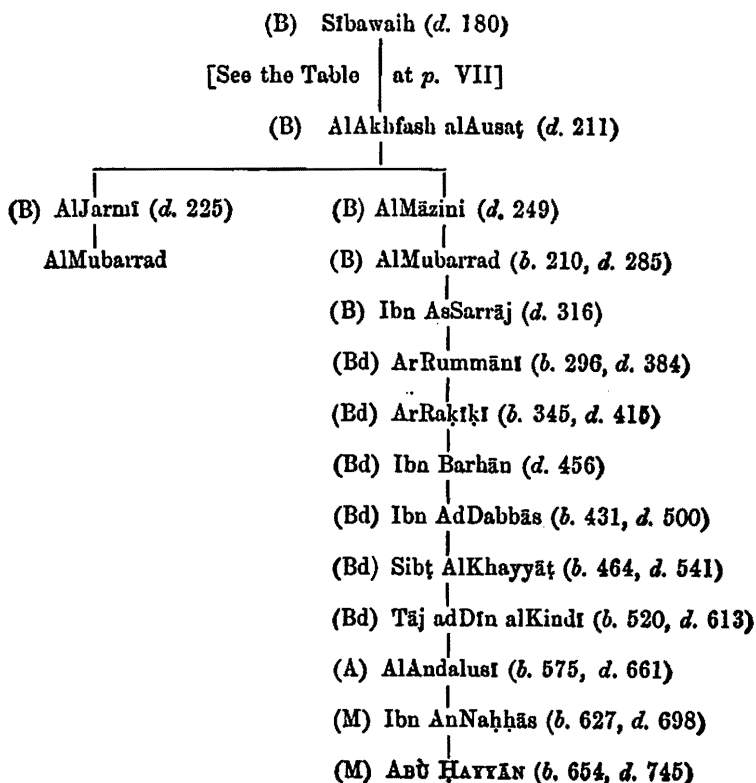 (B) Sībawaih (d. 180)
[See the Table at p. VII]
(B) AlAkhfash alAusaṭ (d. 211)
(B) AlJarmī (d. 225) (B) AlMāzini (d. 249)
AlMubarrad (B) AlMubarrad (b. 210, d. 285)
(B) Ibn AsSarrāj (d. 316)
(Bd) ArRummānī (b. 296, d. 384)
(Bd) ArRaḳīḳī (b. 345, d. 415)
(Bd) Ibn Barhān (d. 456)
(Bd) Ibn AdDabbās (b. 431, d. 500)
(Bd) Sibṭ AlKhayyāṭ (b. 464, d. 541)
(Bd) Tāj adDīn alKindī (b. 520, d. 613)
(A) AlAndalusī (b. 575, d. 661)
(M) Ibn AnNaḥḥās (b. 627, d. 698)
(M) ABÙ ḤAYYĀN (b. 654, d. 745)